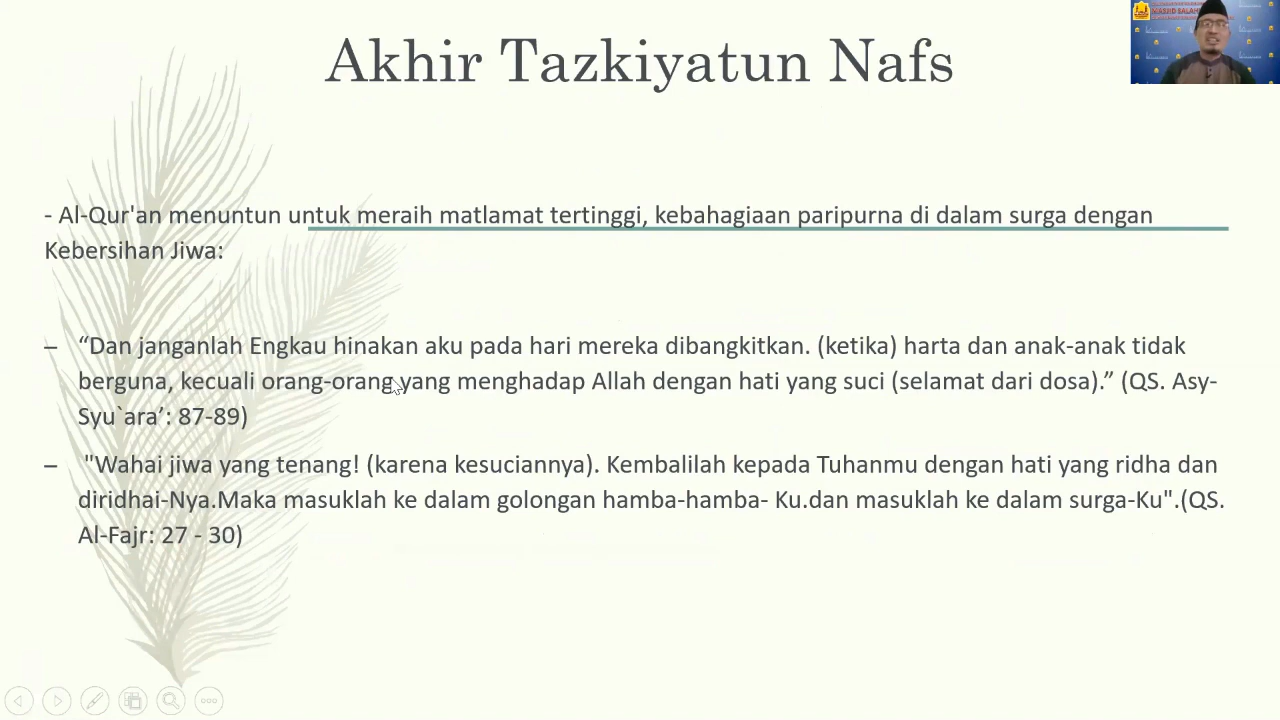 Akhir Tazkiyatun Nafs
MASJID SALAH
- Al-Qur'an menuntun untuk meraih matlamat tertinggi, kebahagiaan paripurna di dalam surga dengan
Kebersihan Jiwa:
– “Dan janganlah Engkau hinakan aku pada hari mereka dibangkitkan. (ketika) harta dan anak-anak tidak
berguna, kecuali orang-orang yang menghadap Allah dengan hati yang suci (selamat dari dosa).” (QS. Asy-
Syu`ara’: 87-89)
– "Wahai jiwa yang tenang! (karena kesuciannya). Kembalilah kepada Tuhanmu dengan hati yang ridha dan
diridhai-Nya.Maka masuklah ke dalam golongan hamba-hamba- Ku.dan masuklah ke dalam surga-Ku".(QS.
Al-Fajr: 27 - 30)